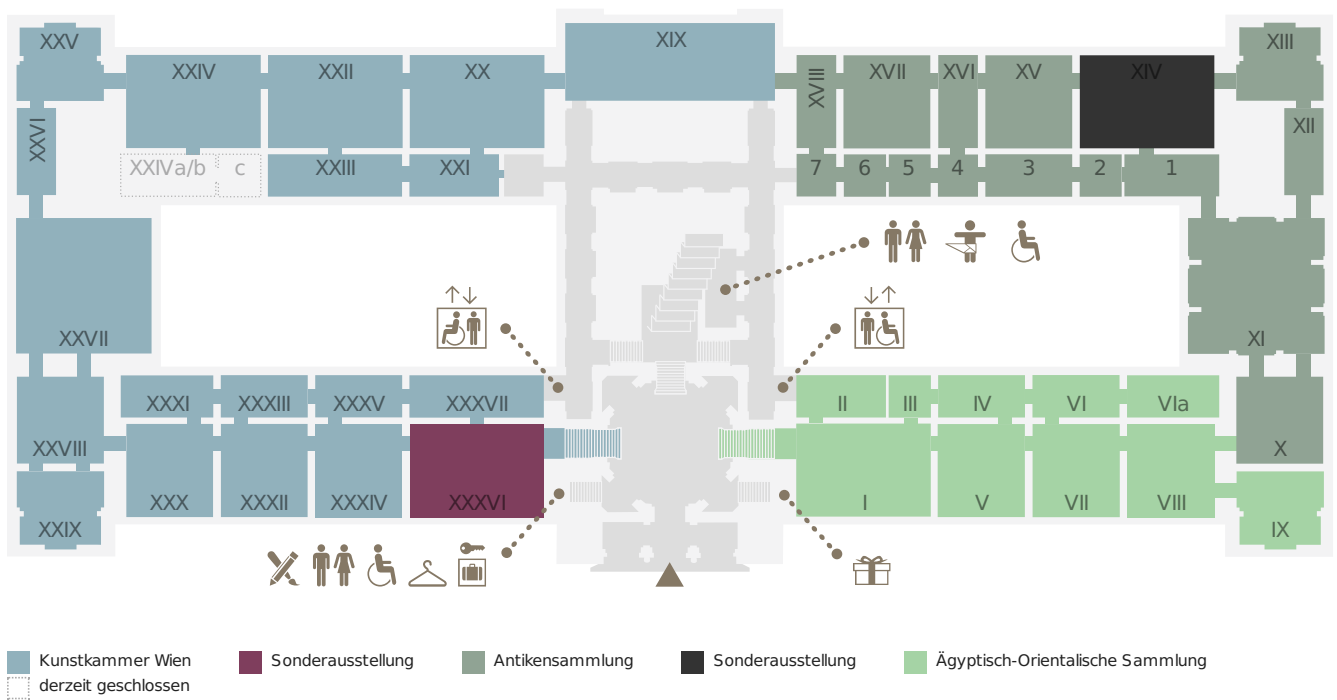 XXV
XXIV
XXII
XX
XIX
XVIII
XVII
XVI
XV
XIV
XIII
XXVI
XII
XXIVa/b
c
XXIII
XXI
7
6
5
4
3
2
1
XXVII
XI
XXXI
XXXIII
XXXV
XXXVII
II
III
IV
VI
VIa
XXVIII
X
XXX
XXXII
XXXIV
XXXVI
I
V
VII
VIII
XXIX
IX
Kunstkammer Wien
Sonderausstellung
Antikensammlung
Sonderausstellung
Ägyptisch-Orientalische Sammlung
derzeit geschlossen